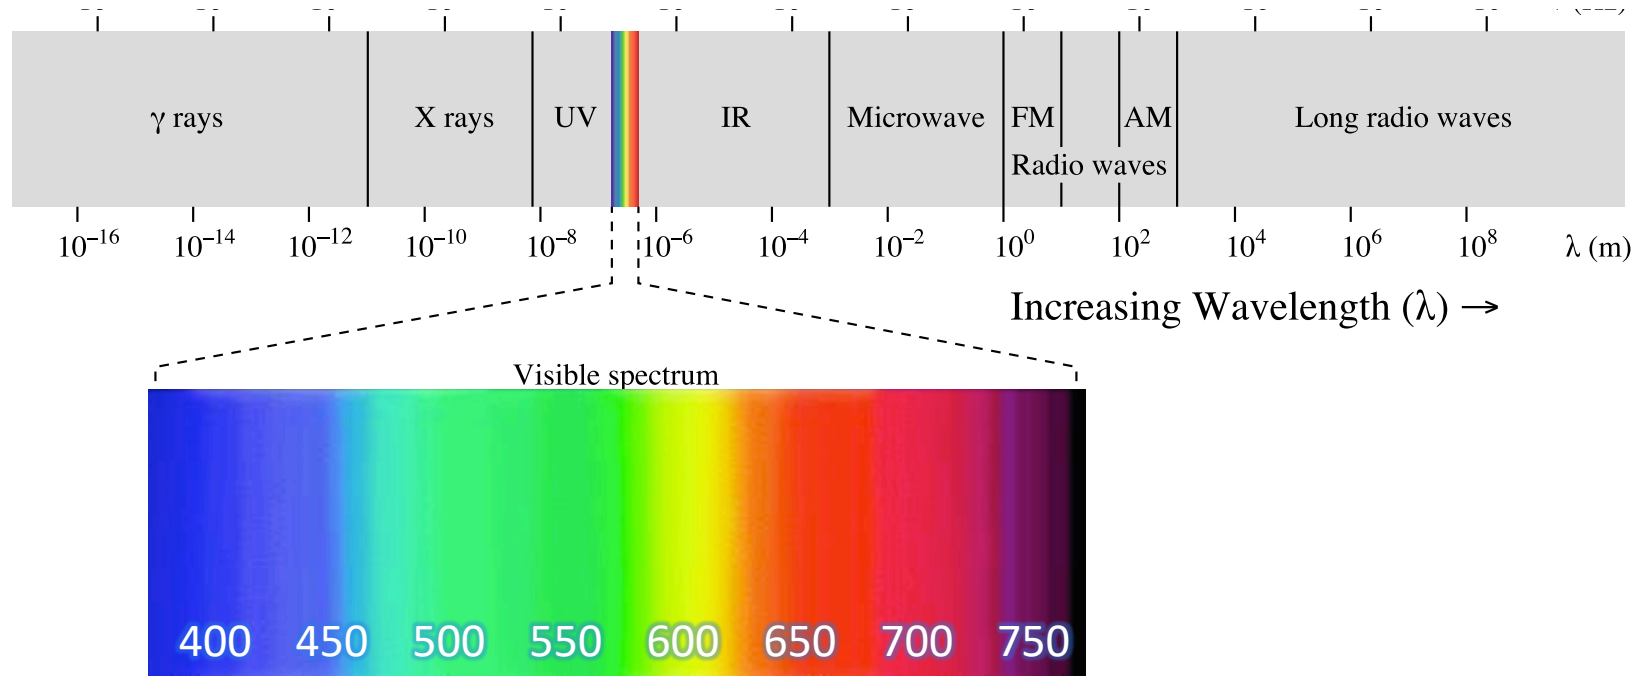 γ rays X rays UV IR Microwave FM AM Long radio waves
Radio waves
10⁻¹⁶ 10⁻¹⁴ 10⁻¹² 10⁻¹⁰ 10⁻⁸ 10⁻⁶ 10⁻⁴ 10⁻² 10⁰ 10² 10⁴ 10⁶ 10⁸ λ (m)
Increasing Wavelength (λ) →
Visible spectrum
400 450 500 550 600 650 700 750